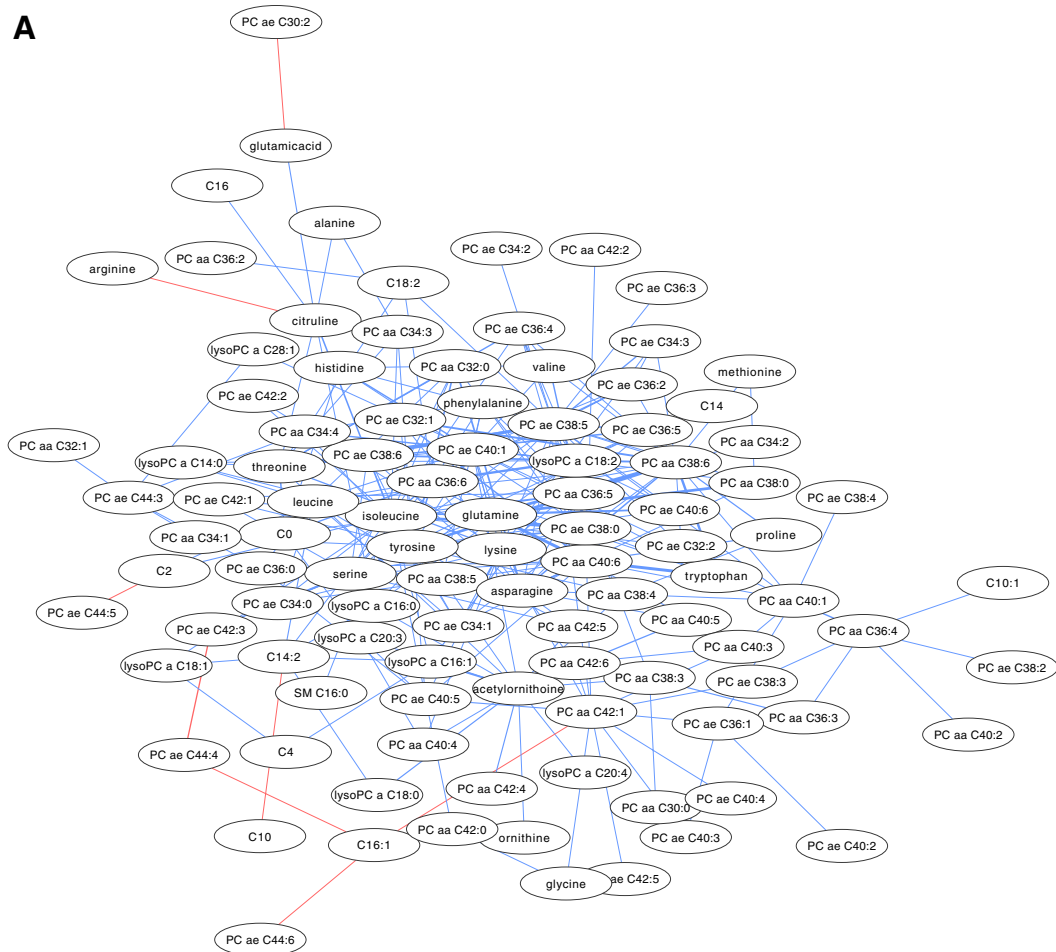 A
PC ae C30:2
glutamicacid
C16
alanine
PC ae C34:2
PC aa C42:2
PC aa C36:2
arginine
C18:2
PC ae C36:3
citruline
PC aa C34:3
PC ae C36:4
PC ae C34:3
lysoPC a C28:1
histidine
PC aa C32:0
valine
methionine
PC ae C36:2
PC ae C42:2
phenylalanine
C14
PC ae C32:1
PC ae C38:5
PC aa C34:4
PC aa C36:5
PC aa C32:1
PC ae C38:6
PC ae C40:1
PC aa C34:2
lysoPC a C14:0
threonine
lysoPC a C18:2
PC aa C38:6
PC aa C36:6
PC aa C38:0
PC ae C44:3
PC ae C42:1
leucine
PC aa C36:5
PC ae C38:4
isoleucine
glutamine
PC ae C40:6
PC aa C34:1
C0
PC ae C38:0
proline
tyrosine
lysine
PC ae C32:2
C2
PC ae C36:0
serine
PC aa C38:5
PC aa C40:6
tryptophan
C10:1
PC ae C44:5
PC ae C34:0
lysoPC a C16:0
asparagine
PC aa C38:4
PC aa C40:1
PC ae C42:3
lysoPC a C20:3
PC ae C34:1
PC aa C42:5
PC aa C40:5
PC aa C36:4
lysoPC a C18:1
C14:2
lysoPC a C16:1
PC aa C42:6
PC aa C40:3
PC ae C38:2
SM C16:0
PC ae C40:5
acetylornithoine
PC aa C38:3
PC ae C38:3
PC aa C42:1
PC ae C36:1
PC aa C36:3
PC aa C40:2
PC ae C44:4
C4
PC aa C40:4
lysoPC a C18:0
PC aa C42:4
lysoPC a C20:4
PC aa C30:0
PC ae C40:4
C10
C16:1
PC aa C42:0
ornithine
PC ae C40:3
PC ae C40:2
glycine
ae C42:5
PC ae C44:6